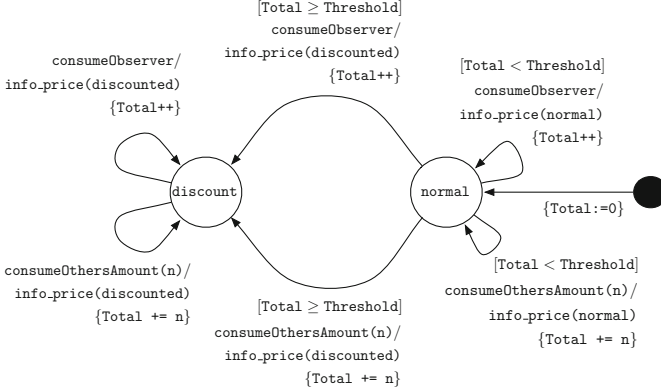 [Total ≥ Threshold]
consumeObserver/
info_price(discounted)
{Total++}
consumeObserver/
info_price(discounted)
{Total++}
[Total < Threshold]
consumeObserver/
info_price(normal)
{Total++}
discount
normal
{Total:=0}
consumeOthersAmount(n)/
info_price(discounted)
{Total += n}
[Total ≥ Threshold]
consumeOthersAmount(n)/
info_price(discounted)
{Total += n}
[Total < Threshold]
consumeOthersAmount(n)/
info_price(normal)
{Total += n}